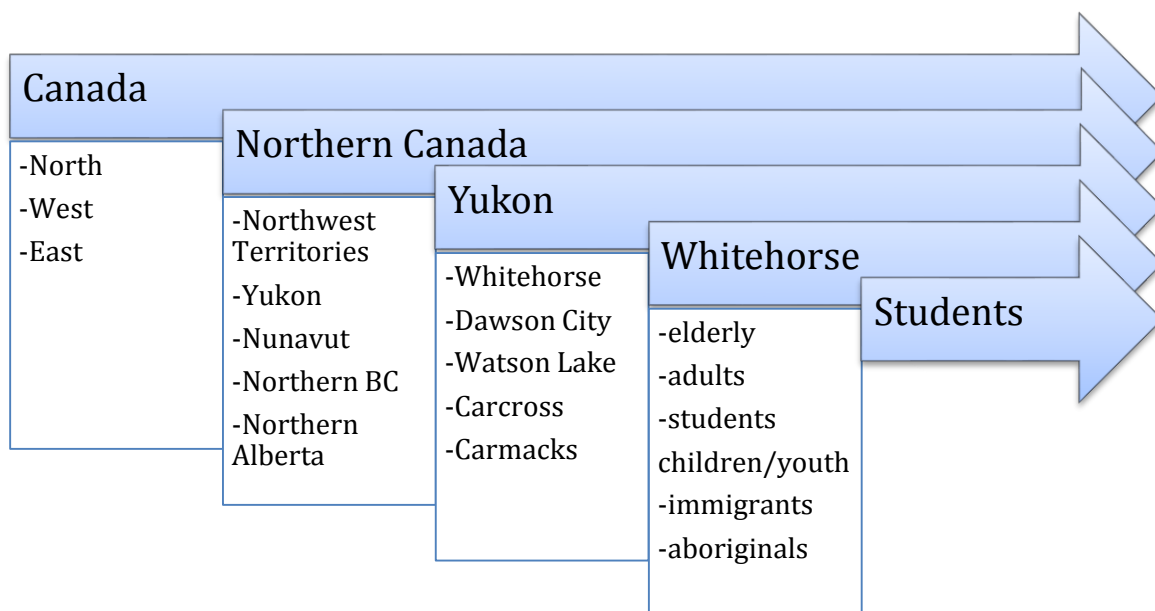 Canada
-North
-West
-East
Northern Canada
-Northwest
Territories
-Yukon
-Nunavut
-Northern BC
-Northern
Alberta
Yukon
-Whitehorse
-Dawson City
-Watson Lake
-Carcross
-Carmacks
Whitehorse
-elderly
-adults
-students
children/youth
-immigrants
-aboriginals
Students